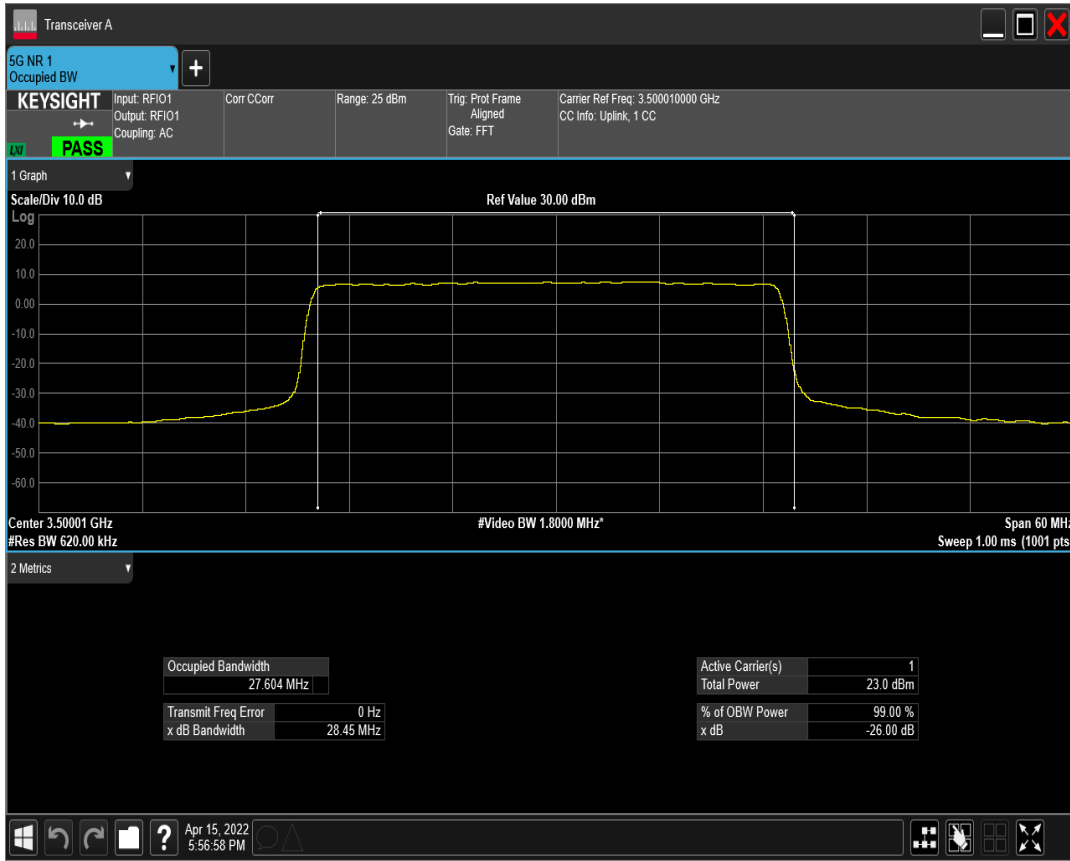 Transceiver A
5G NR 1
Occupied BW
KEYSIGHT
LXI
PASS
Input: RFIO1
Output: RFIO1
Coupling: AC
Corr CCorr
Range: 25 dBm
Trig: Prot Frame
Aligned
Gate: FFT
Carrier Ref Freq: 3.500010000 GHz
CC Info: Uplink, 1 CC
1 Graph
Scale/Div 10.0 dB
Ref Value 30.00 dBm
Log
20.0
10.0
0.00
-10.0
-20.0
-30.0
-40.0
-50.0
-60.0
Center 3.50001 GHz
#Video BW 1.8000 MHz*
Span 60 MHz
#Res BW 620.00 kHz
Sweep 1.00 ms (1001 pts
2 Metrics
Occupied Bandwidth
27.604 MHz
Transmit Freq Error 0 Hz
x dB Bandwidth 28.45 MHz
Active Carrier(s) 1
Total Power 23.0 dBm
% of OBW Power 99.00 %
x dB -26.00 dB
?
Apr 15, 2022
5:56:58 PM